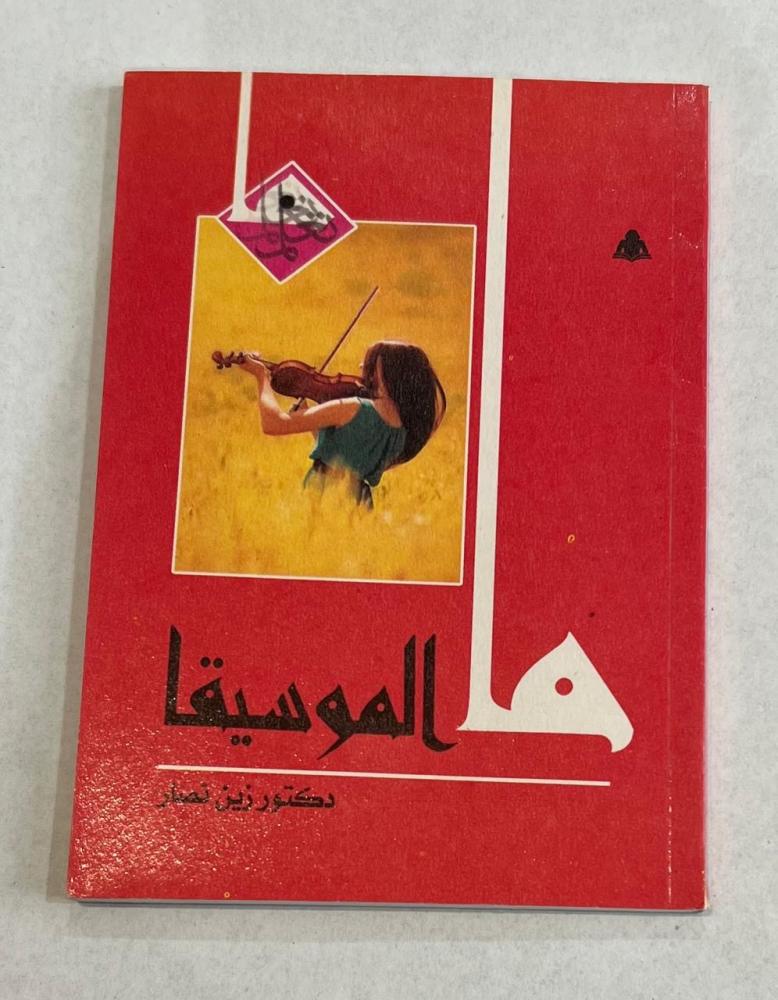 ما الموسيقا
دكتور زين نصار